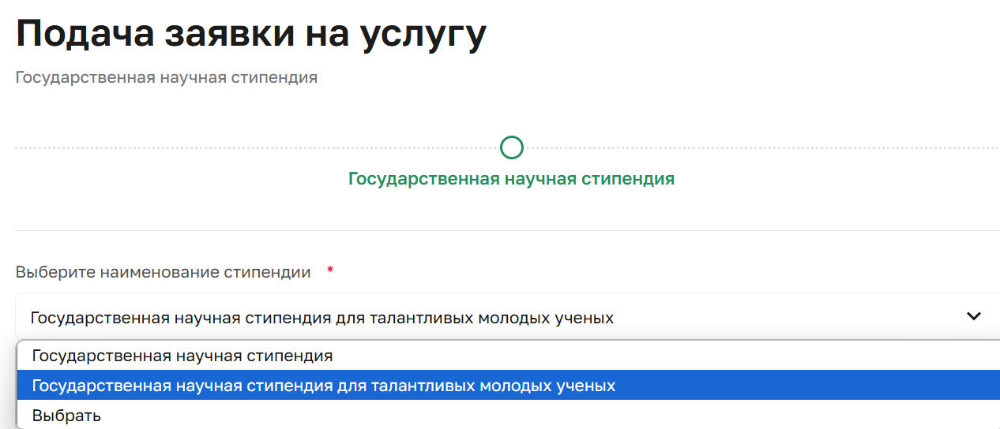 Подача заявки на услугу
Государственная научная стипендия
Государственная научная стипендия
Выберите наименование стипендии *
Государственная научная стипендия для талантливых молодых ученых
Государственная научная стипендия
Государственная научная стипендия для талантливых молодых ученых
Выбрать